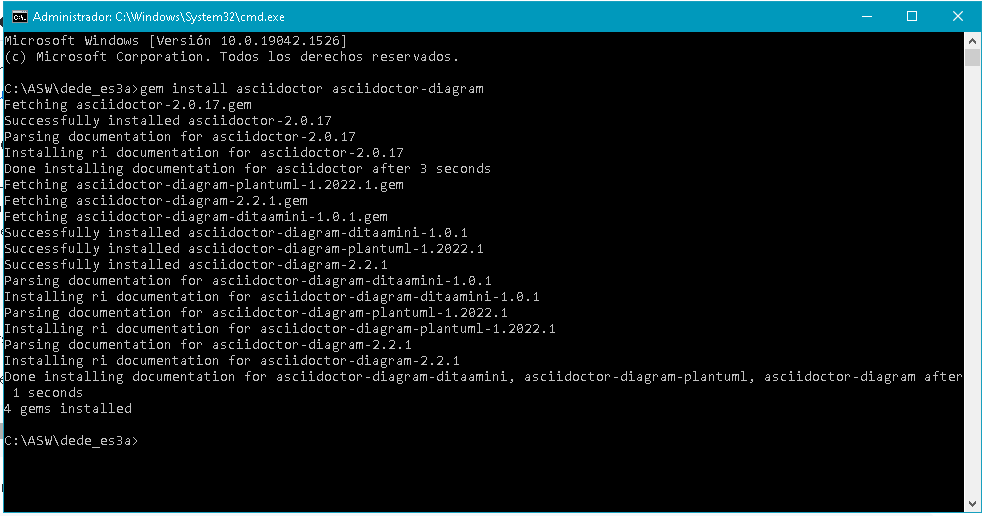 Administrador: C:\Windows\System32\cmd.exe
Microsoft Windows [Versión 10.0.19042.1526]
(c) Microsoft Corporation. Todos los derechos reservados.
C:\ASW\dede_es3a>gem install asciidoctor asciidoctor-diagram
Fetching asciidoctor-2.0.17.gem
Successfully installed asciidoctor-2.0.17
Parsing documentation for asciidoctor-2.0.17
Installing ri documentation for asciidoctor-2.0.17
Done installing documentation for asciidoctor after 3 seconds
Fetching asciidoctor-diagram-plantuml-1.2022.1.gem
Fetching asciidoctor-diagram-2.2.1.gem
Fetching asciidoctor-diagram-ditaamini-1.0.1.gem
Successfully installed asciidoctor-diagram-ditaamini-1.0.1
Successfully installed asciidoctor-diagram-plantuml-1.2022.1
Successfully installed asciidoctor-diagram-2.2.1
Parsing documentation for asciidoctor-diagram-ditaamini-1.0.1
Installing ri documentation for asciidoctor-diagram-ditaamini-1.0.1
Parsing documentation for asciidoctor-diagram-plantuml-1.2022.1
Installing ri documentation for asciidoctor-diagram-plantuml-1.2022.1
Parsing documentation for asciidoctor-diagram-2.2.1
Installing ri documentation for asciidoctor-diagram-2.2.1
Done installing documentation for asciidoctor-diagram-ditaamini, asciidoctor-diagram-plantuml, asciidoctor-diagram after
 1 seconds
4 gems installed
C:\ASW\dede_es3a>